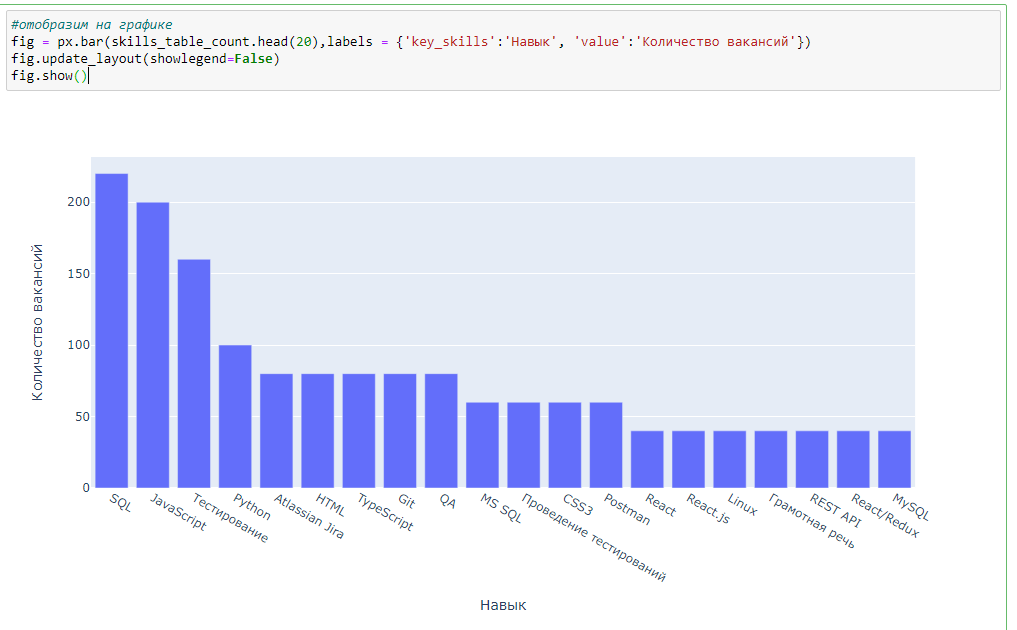 #отобразим на графике
fig = px.bar(skills_table_count.head(20),labels = {'key_skills':'Навык', 'value':'Количество вакансий'})
fig.update_layout(showlegend=False)
fig.show()
Количество вакансий
200
150
100
50
0
SQL
JavaScript
Тестирование
Python
Atlassian Jira
HTML
TypeScript
Git
QA
MS SQL
Проведение тестирований
CSS3
Postman
React
React.js
Linux
Грамотная речь
REST API
React/Redux
MySQL
Навык